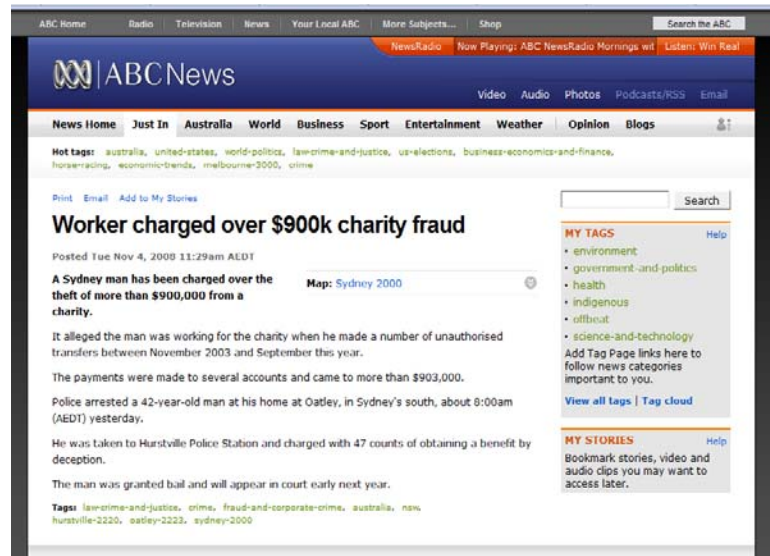 ABC Home Radio Television News Your Local ABC More Subjects... Shop Search the ABC
NewsRadio Now Playing: ABC NewsRadio Mornings wit Listen: Win Real
ABC News
Video Audio Photos Podcasts/RSS Email
News Home Just In Australia World Business Sport Entertainment Weather Opinion Blogs
Hot tags: australia, united-states, world-politics, law-crime-and-justice, us-elections, business-economics-and-finance,
horse-racing, economic-trends, melbourne-3000, crime
Print Email Add to My Stories
Search
Worker charged over $900k charity fraud
Posted Tue Nov 4, 2008 11:29am AEDT
A Sydney man has been charged over the
theft of more than $900,000 from a
charity.
Map: Sydney 2000
It alleged the man was working for the charity when he made a number of unauthorised
transfers between November 2003 and September this year.
The payments were made to several accounts and came to more than $903,000.
Police arrested a 42-year-old man at his home at Oatley, in Sydney's south, about 8:00am
(AEDT) yesterday.
He was taken to Hurstville Police Station and charged with 47 counts of obtaining a benefit by
deception.
The man was granted bail and will appear in court early next year.
Tags: law-crime-and-justice, crime, fraud-and-corporate-crime, australia, nsw,
hurstville-2220, oatley-2223, sydney-2000
MY TAGS Help
• environment
• government-and-politics
• health
• indigenous
• offbeat
• science-and-technology
Add Tag Page links here to
follow news categories
important to you.
View all tags | Tag cloud
MY STORIES Help
Bookmark stories, video and
audio clips you may want to
access later.